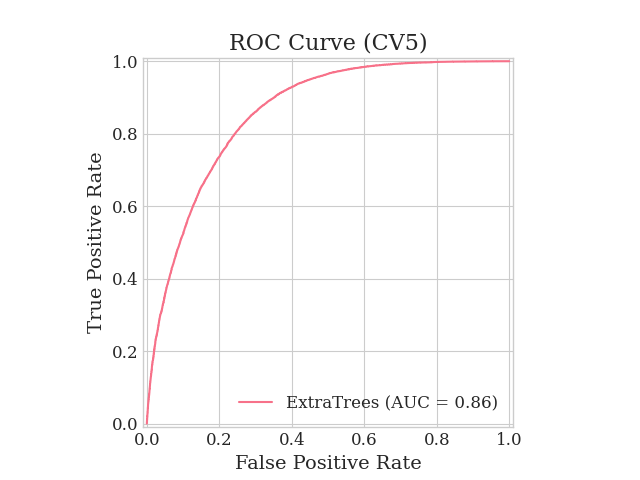 ROC Curve (CV5)
True Positive Rate
1.0
0.8
0.6
0.4
0.2
0.0
ExtraTrees (AUC = 0.86)
0.0 0.2 0.4 0.6 0.8 1.0
False Positive Rate